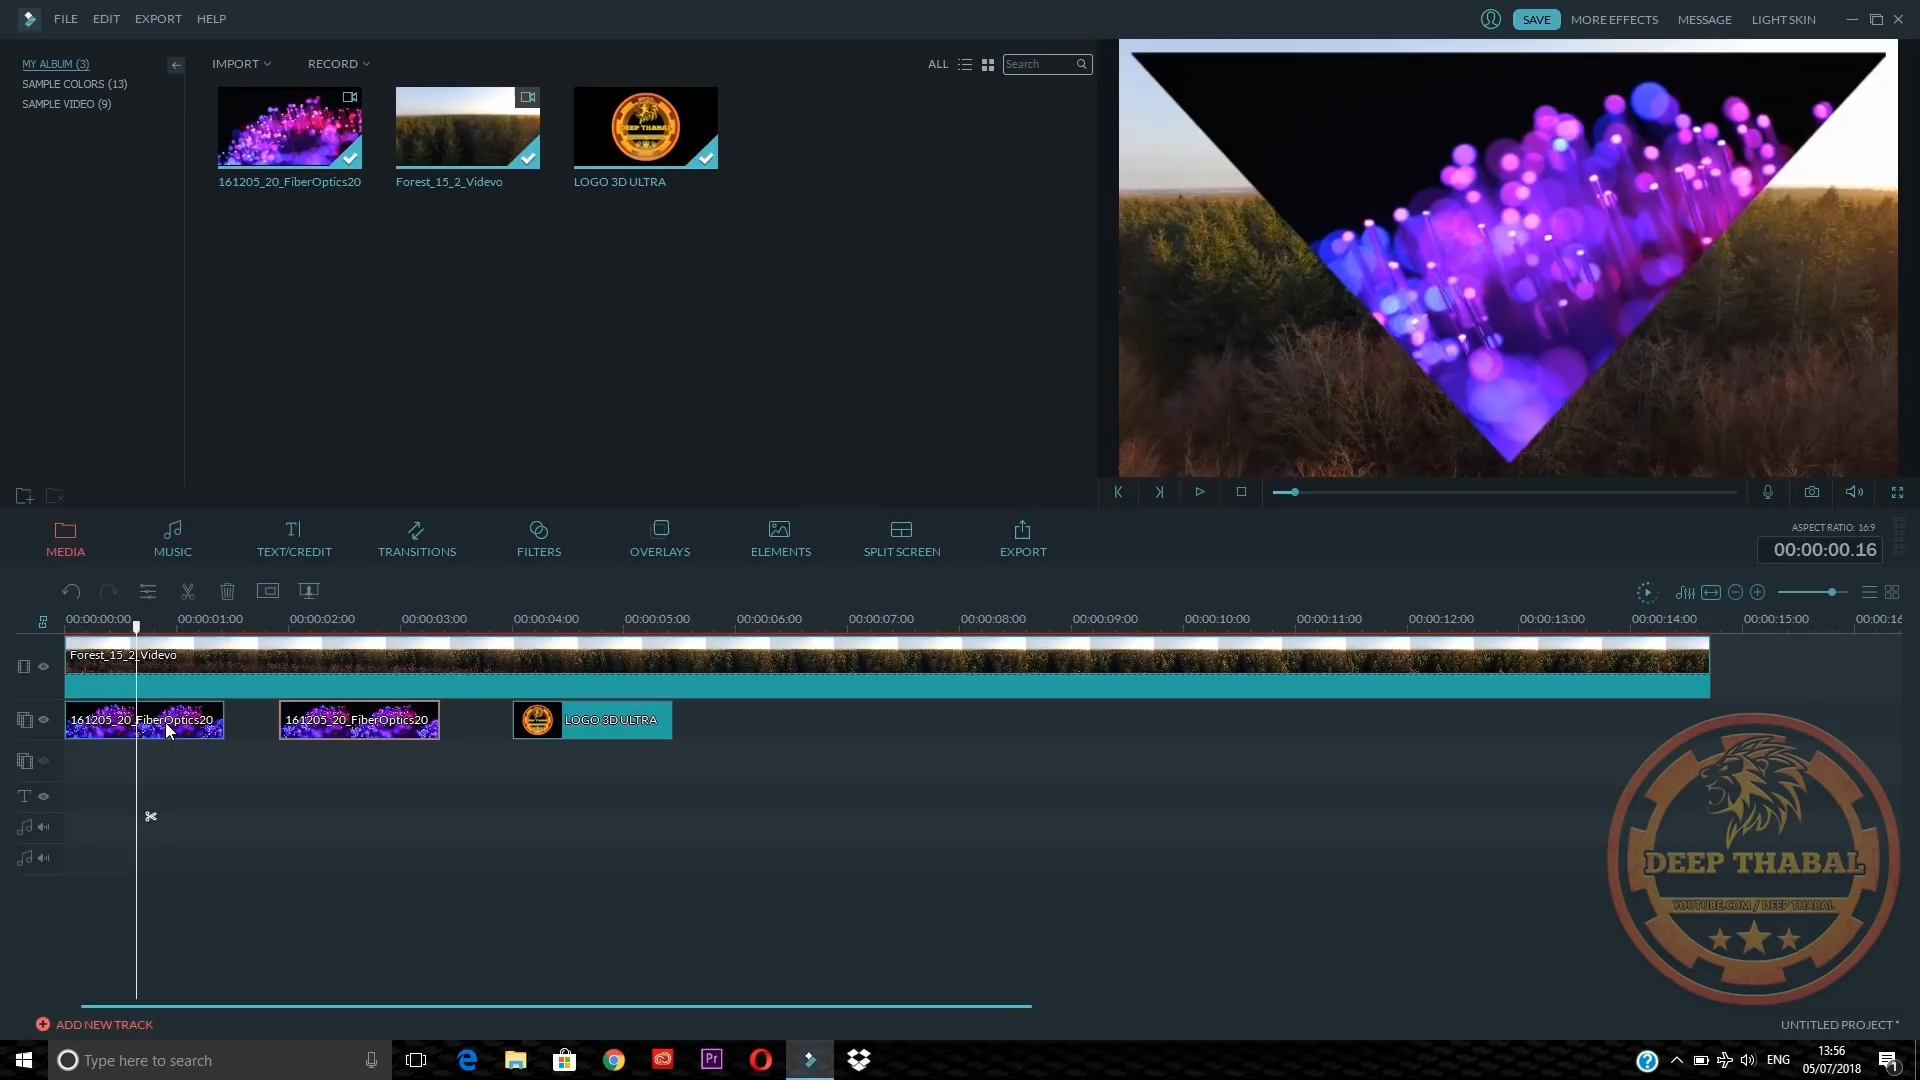 FILE EDIT EXPORT HELP
SAVE MORE EFFECTS MESSAGE LIGHT SKIN
MY ALBUM (3)
SAMPLE COLORS (13)
SAMPLE VIDEO (9)
IMPORT RECORD ALL Search
DEEP THABAL
161205_20_FiberOptics20 Forest_15_2_Videvo LOGO 3D ULTRA
MEDIA MUSIC TEXT/CREDIT TRANSITIONS FILTERS OVERLAYS ELEMENTS SPLIT SCREEN EXPORT
ASPECT RATIO: 16:9
00:00:00.16
00:00:00:00 00:00:01:00 00:00:02:00 00:00:03:00 00:00:04:00 00:00:05:00 00:00:06:00 00:00:07:00 00:00:08:00 00:00:09:00 00:00:10:00 00:00:11:00 00:00:12:00 00:00:13:00 00:00:14:00 00:00:15:00 00:00:16
Forest_15_2_Videvo
161205_20_FiberOptics20 161205_20_FiberOptics20 LOGO 3D ULTRA
DEEP THABAL
YOUTUBE.COM / DEEP THABAL
ADD NEW TRACK
UNTITLED PROJECT *
Type here to search
Pr
ENG
13:56
05/07/2018
1